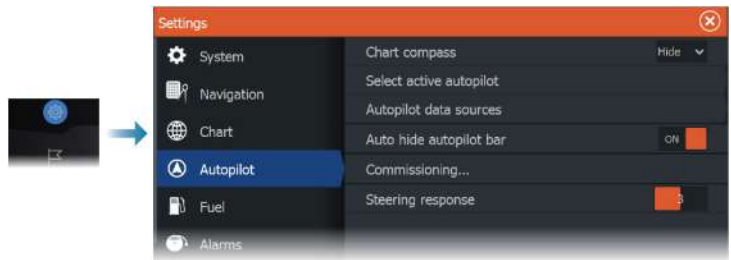 Settings
System
Navigation
Chart
Autopilot
Fuel
Alarms
Chart compass Hide
Select active autopilot
Autopilot data sources
Auto hide autopilot bar ON
Commissioning...
Steering response 3